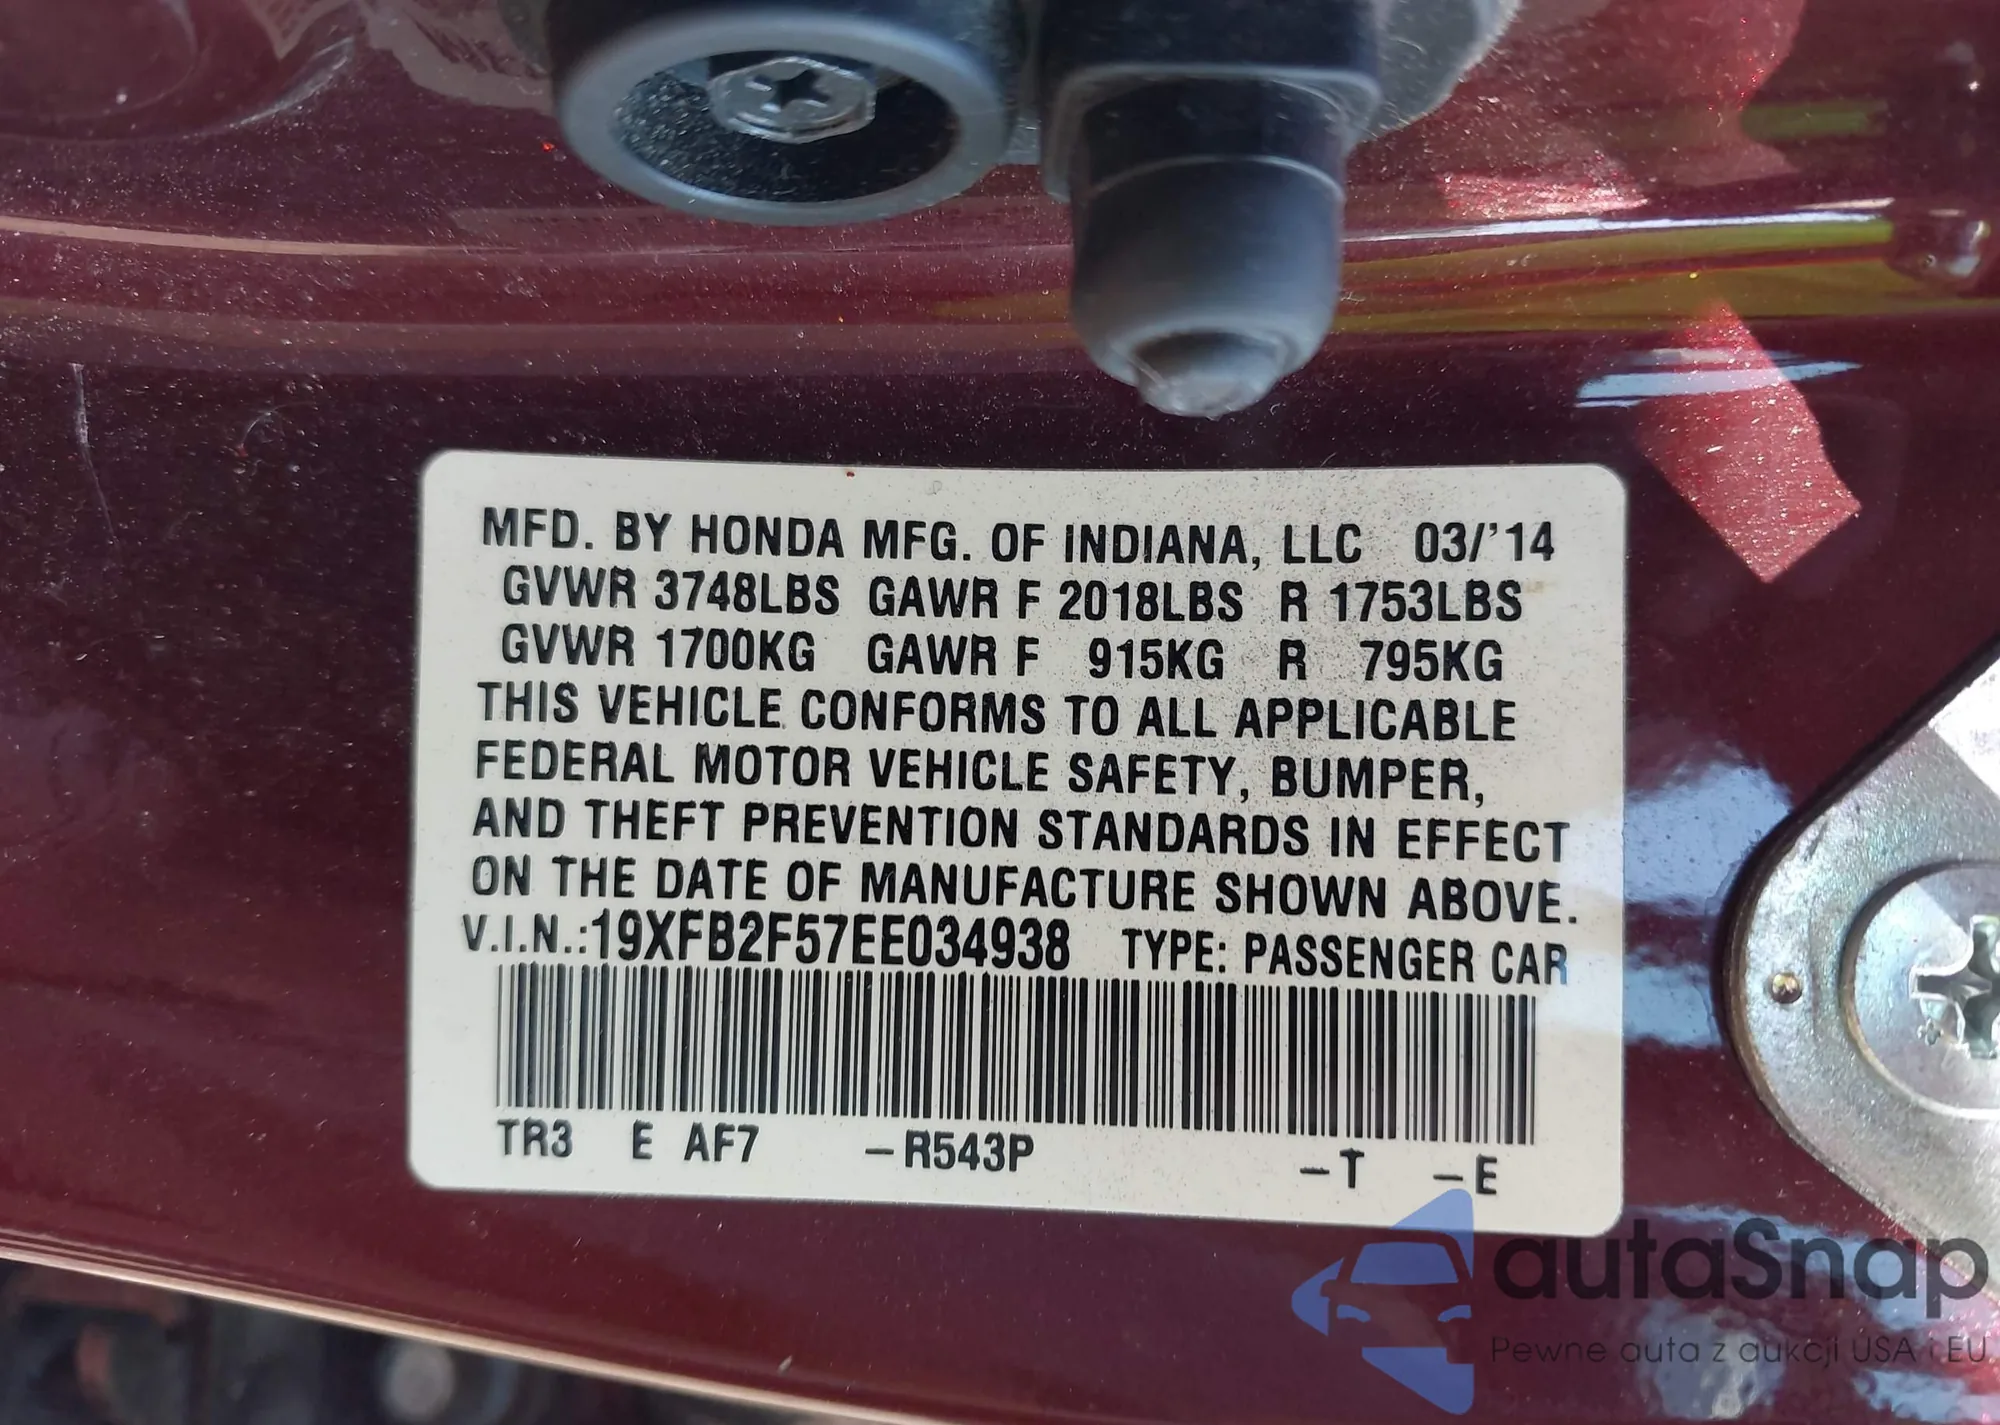 MFD. BY HONDA MFG. OF INDIANA, LLC 03/'14
GVWR 3748LBS GAWR F 2018LBS R 1753LBS
GVWR 1700KG GAWR F 915KG R 795KG
THIS VEHICLE CONFORMS TO ALL APPLICABLE
FEDERAL MOTOR VEHICLE SAFETY, BUMPER,
AND THEFT PREVENTION STANDARDS IN EFFECT
ON THE DATE OF MANUFACTURE SHOWN ABOVE.
V.I.N.:19XFB2F57EE034938 TYPE: PASSENGER CAR
TR3 E AF7 –R543P –T –E
autaSnap
Pewne auta z aukcji USA i EU